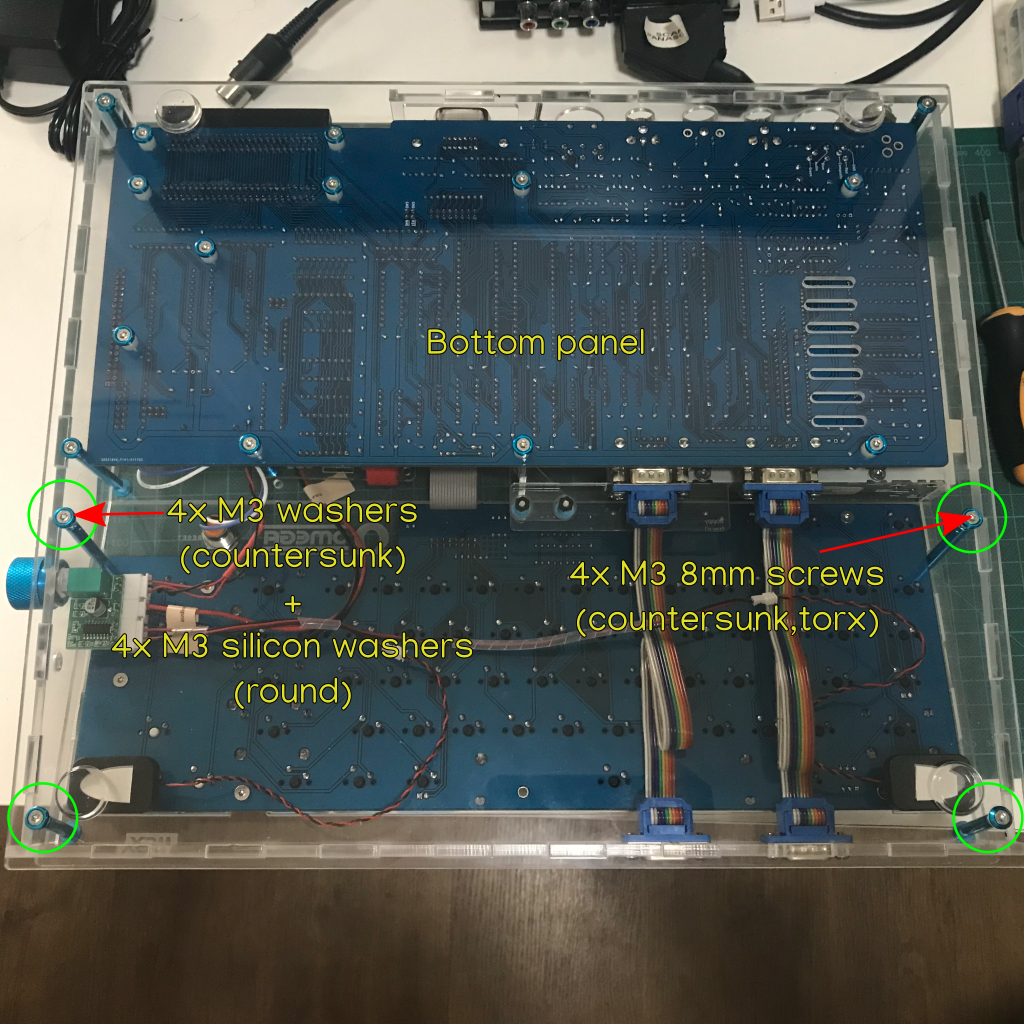 Bottom panel
4x M3 washers
(countersunk)
+
4x M3 silicon washers
(round)
4x M3 8mm screws
(countersunk,torx)